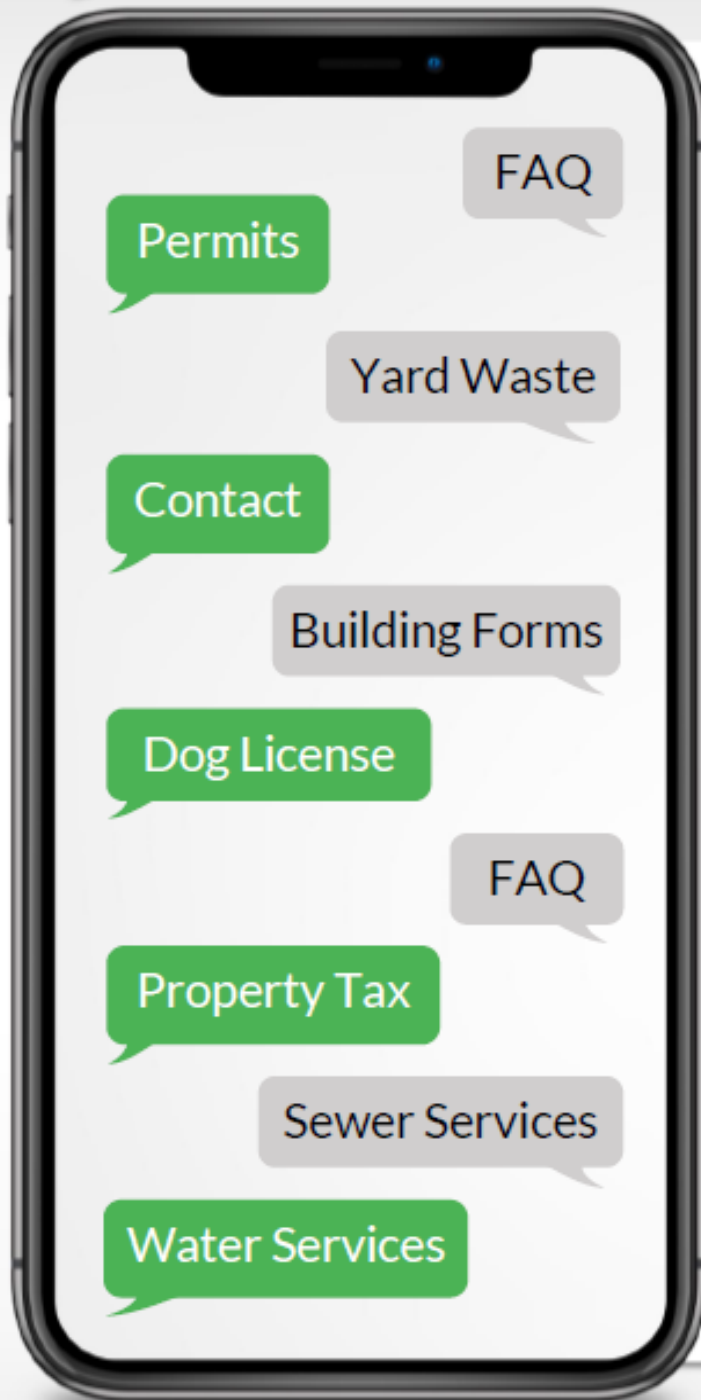 FAQ
Permits
Yard Waste
Contact
Building Forms
Dog License
FAQ
Property Tax
Sewer Services
Water Services